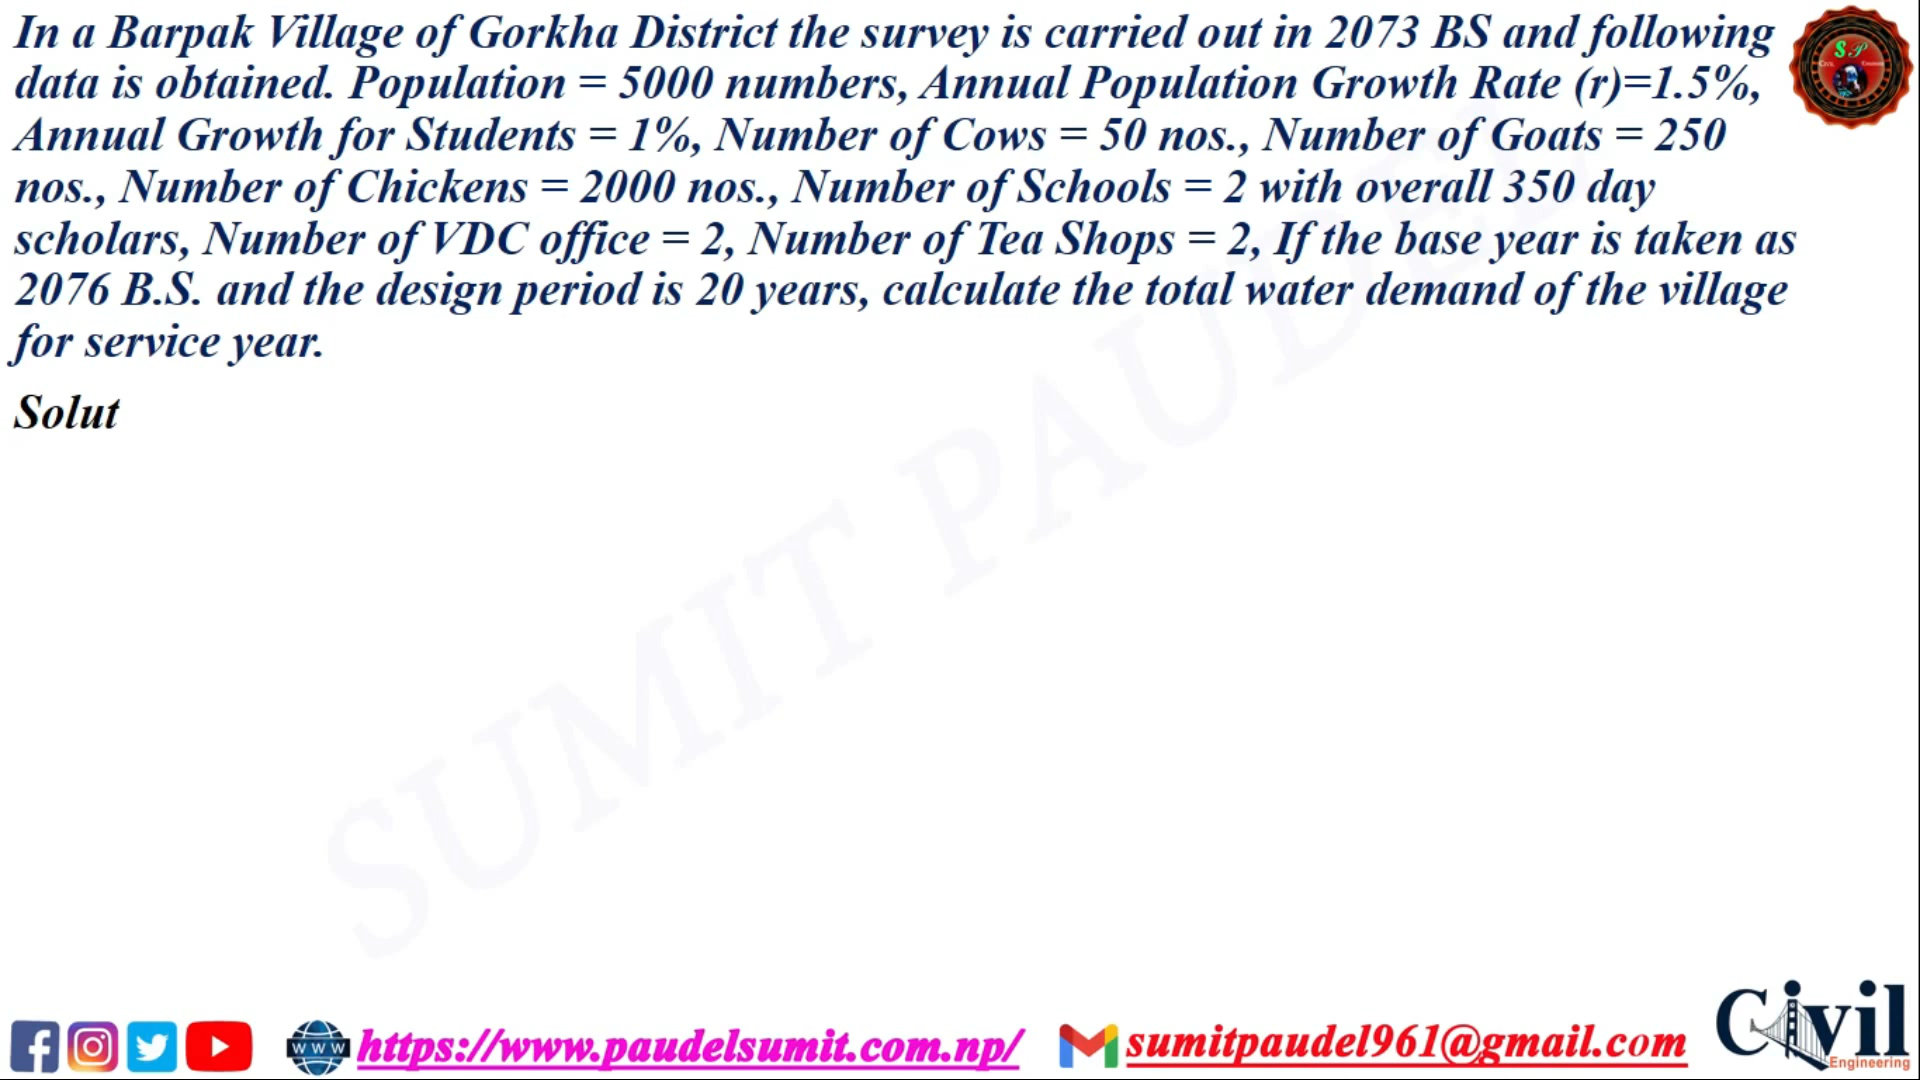 In a Barpak Village of Gorkha District the survey is carried out in 2073 BS and following
data is obtained. Population = 5000 numbers, Annual Population Growth Rate (r)=1.5%,
Annual Growth for Students = 1%, Number of Cows = 50 nos., Number of Goats = 250
nos., Number of Chickens = 2000 nos., Number of Schools = 2 with overall 350 day
scholars, Number of VDC office = 2, Number of Tea Shops = 2, If the base year is taken as
2076 B.S. and the design period is 20 years, calculate the total water demand of the village
for service year.
Solut
SUMIT PAUDEL
SP
WWW
https://www.paudelsumit.com.np/
sumitpaudel961@gmail.com
Civil
Engineering